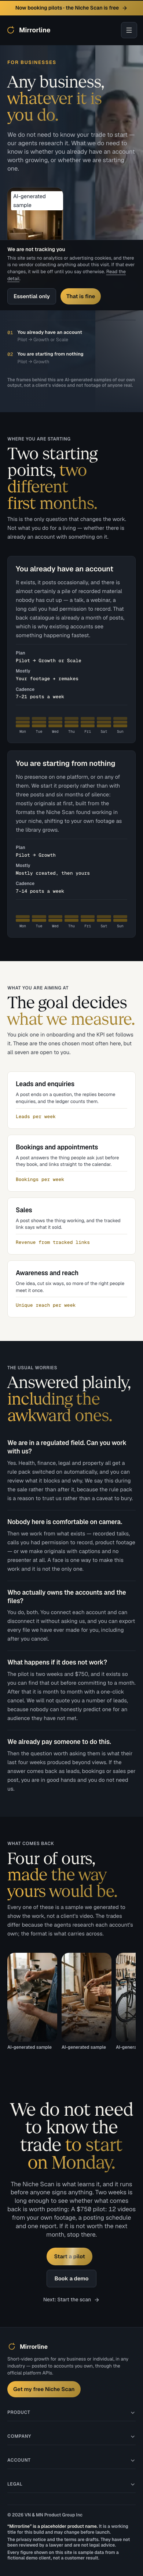 Now booking pilots · the Niche Scan is free →
Mirrorline
FOR BUSINESSES
Any business,
whatever it is
you do.
We do not need to know your trade to start —
our agents research it. What we do need to
know is whether you already have an account
worth growing, or whether we are starting
one.
AI-generated
sample
We are not tracking you
This site sets no analytics or advertising cookies, and there
is no vendor collecting anything about this visit. If that ever
changes, it will be off until you say otherwise. Read the
detail.
Essential only
That is fine
01 You already have an account
Pilot → Growth or Scale
02 You are starting from nothing
Pilot → Growth
The frames behind this are AI-generated samples of our own
output, not a client's videos and not footage of anyone real.
WHERE YOU ARE STARTING
Two starting
points, two
different
first months.
This is the only question that changes the work.
Not what you do for a living — whether there is
already an account with something on it.
You already have an account
It exists, it posts occasionally, and there is
almost certainly a pile of recorded material
nobody has cut up — a talk, a webinar, a
long video you had put somewhere to record. That
back catalogue is already a month of posts,
which is why existing accounts see
something happening fastest.
Plan
Pilot → Growth or Scale
Mostly
Your footage + remakes
Cadence
7–21 posts a week
Mon Tue Wed Thu Fri Sat Sun
You are starting from nothing
No presence on one platform, or on any of
them. We start it properly rather than with
three posts and six months of silence:
mostly originals at first, built from the
formats the Scan found working in your
niche, shifting to your own footage as
the library grows.
Plan
Pilot → Growth
Mostly
Mostly created, then yours
Cadence
7–14 posts a week
Mon Tue Wed Thu Fri Sat Sun
WHAT YOU ARE AIMING AT
The goal decides
what we measure.
You pick one in onboarding and the KPI set follows
it. These are the ones chosen most often here, but
all seven are open to you.
Leads and enquiries
A post ends on a question, the replies become
enquiries, and the ledger counts them.
Leads per week
Bookings and appointments
A post answers the thing people ask just before
they book, and links straight to the calendar.
Bookings per week
Sales
A post shows the thing working, and the tracked
link says what it sold.
Revenue from tracked links
Awareness and reach
One idea, cut six ways, so more of the right people
meet it once.
Unique reach per week
THE USUAL WORRIES
Answered plainly,
including the
awkward ones.
We are in a regulated field. Can you work
with us?
Yes. Health, finance, legal and property all get a
rule pack switched on automatically, and you can
review what it blocks and why. We say this during
the sale rather than after it, because the rule pack
is a reason to trust us rather than a caveat to bury.
Nobody here is comfortable on camera.
Then we work from what exists — recorded talks,
calls you had permission to record, product footage
— or we make originals with captions and no
presenter at all. A face is one way to make this
work and it is not the only one.
Who actually owns the accounts and the
files?
You do, both. You connect each account and can
disconnect it without asking us, and you can carry
every file we have ever made for you, including
after you cancel.
What happens if it does not work?
The pilot is two weeks and $750, and it exists so
you can find that out before committing to a month.
After that it is month to month with a one-click
cancel. We will not quote you a number of leads,
because nobody can honestly predict one for an
audience they have not met.
We already pay someone to do this.
Then the question worth asking them is what their
last four weeks produced beyond views. If the
answer comes back as leads, bookings or sales per
post, you are in good hands and you do not need
us.
WHAT COMES BACK
Four of ours,
made the way
yours would be.
Every one of these is a sample we generated to
show the work, not a client's video. The samples
differ because the agents research each account's
own; the format is what carries across.
AI-generated sample
AI-generated sample
AI-genera
We do not need
to know the
trade to start
on Monday.
The Niche Scan is what learns it, and it runs
before anyone signs anything. Two weeks is
long enough to see whether what comes
back is worth posting: A $758 pilot: 12 videos
from your own footage, a posting schedule
and one report. If it is not worth the next
month, stop there.
Start a pilot
Book a demo
Next: Start the scan →
Mirrorline
Short-video growth for any business or individual, in any
industry — posted to accounts you own, through the
official platform APIs.
Get my free Niche Scan
PRODUCT
COMPANY
ACCOUNT
LEGAL
© 2026 VN & MN Product Group Inc
"Mirrorline" is a placeholder product name. It is a working
title for this build and may change before launch.
The privacy notice and the terms are drafts. They have not
been reviewed by a lawyer and are not legal advice.
Every figure shown on this site is sample data from a
fictional demo client, not a customer result.